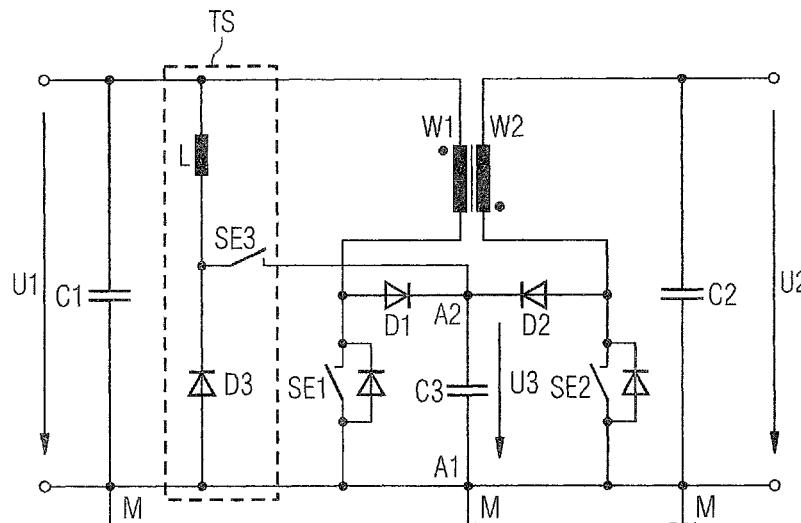 TS
W1 W2
L
SE3
U1 C1 A2 C2 U2
D1 D2
D3 SE1 C3 U3 SE2
A1
M M M